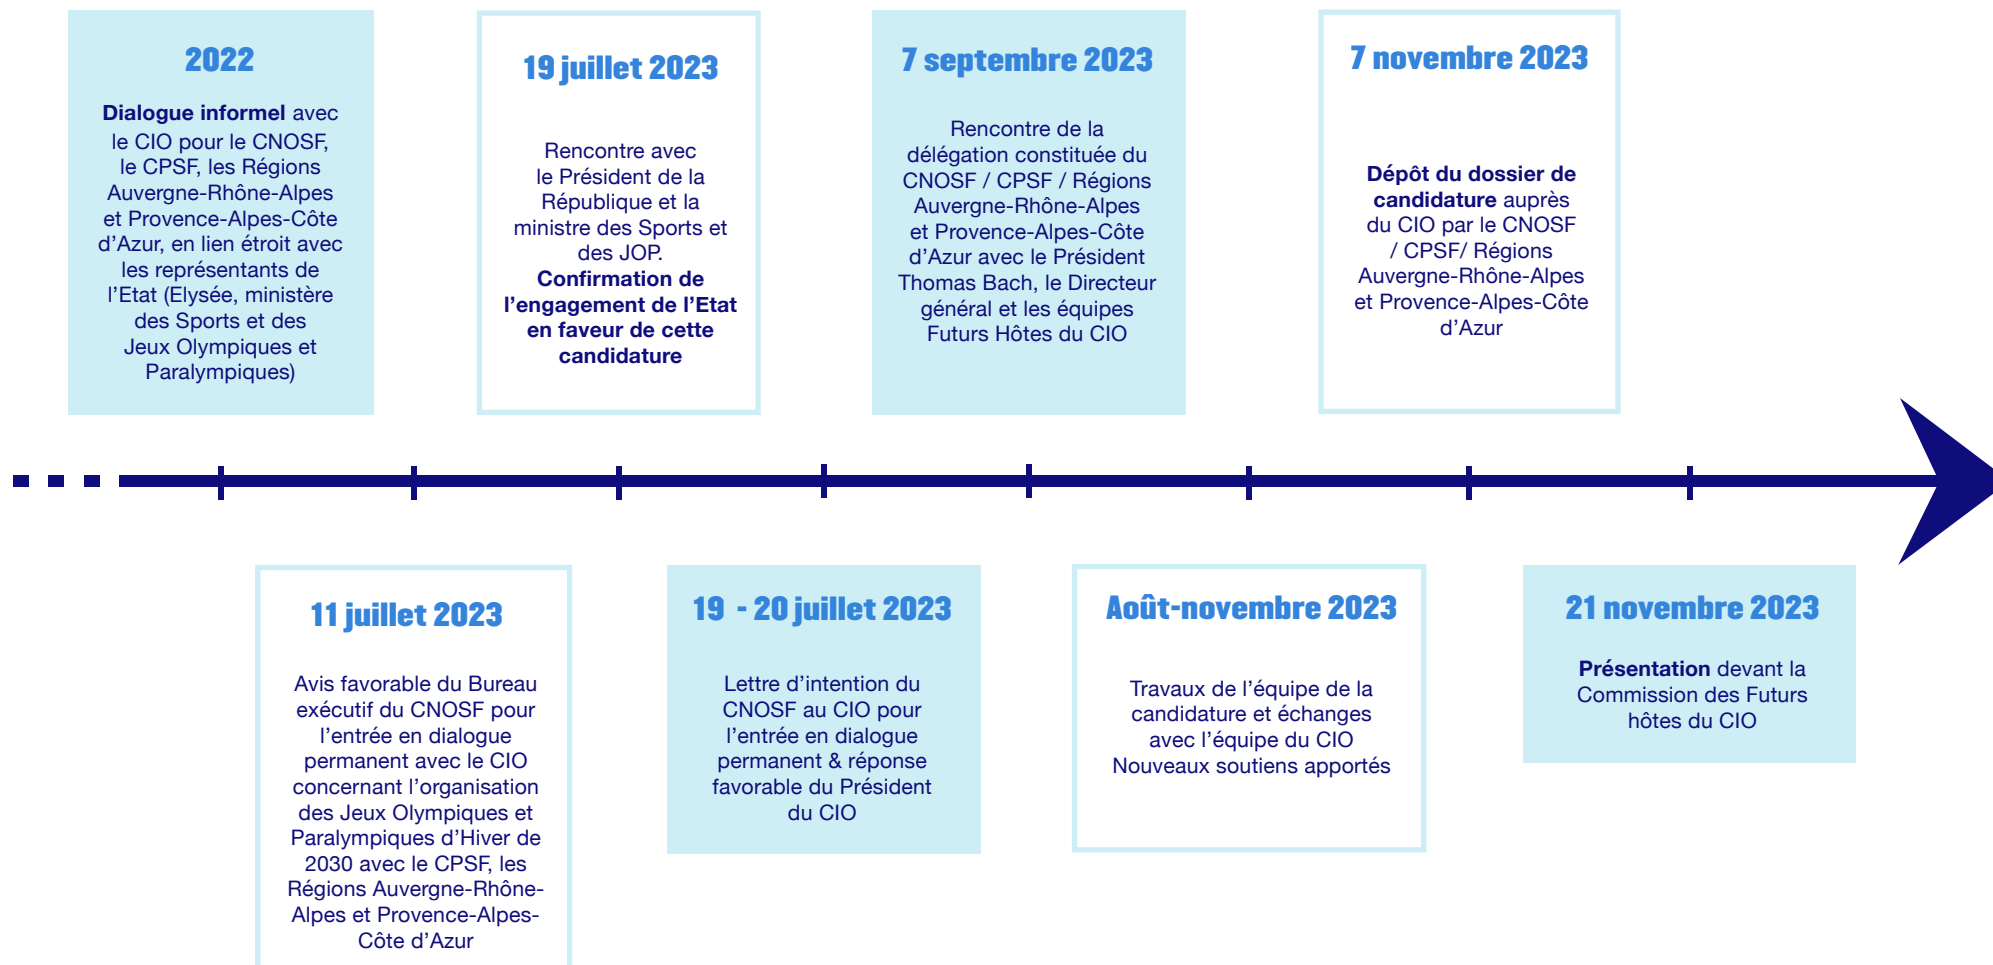 2022
Dialogue informel avec
le CIO pour le CNOSF,
le CPSF, les Régions
Auvergne-Rhône-Alpes
et Provence-Alpes-Côte
d’Azur, en lien étroit avec
les représentants de
l’Etat (Elysée, ministère
des Sports et des
Jeux Olympiques et
Paralympiques)
19 juillet 2023
Rencontre avec
le Président de la
République et la
ministre des Sports et
des JOP.
Confirmation de
l’engagement de l’Etat
en faveur de cette
candidature
7 septembre 2023
Rencontre de la
délégation constituée du
CNOSF / CPSF / Régions
Auvergne-Rhône-Alpes
et Provence-Alpes-Côte
d’Azur avec le Président
Thomas Bach, le Directeur
général et les équipes
Futurs Hôtes du CIO
7 novembre 2023
Dépôt du dossier de
candidature auprès
du CIO par le CNOSF
/ CPSF/ Régions
Auvergne-Rhône-Alpes
et Provence-Alpes-Côte
d’Azur
11 juillet 2023
Avis favorable du Bureau
exécutif du CNOSF pour
l’entrée en dialogue
permanent avec le CIO
concernant l’organisation
des Jeux Olympiques et
Paralympiques d’Hiver de
2030 avec le CPSF, les
Régions Auvergne-Rhône-
Alpes et Provence-Alpes-
Côte d’Azur
19 - 20 juillet 2023
Lettre d’intention du
CNOSF au CIO pour
l’entrée en dialogue
permanent & réponse
favorable du Président
du CIO
Août-novembre 2023
Travaux de l’équipe de la
candidature et échanges
avec l’équipe du CIO
Nouveaux soutiens apportés
21 novembre 2023
Présentation devant la
Commission des Futurs
hôtes du CIO